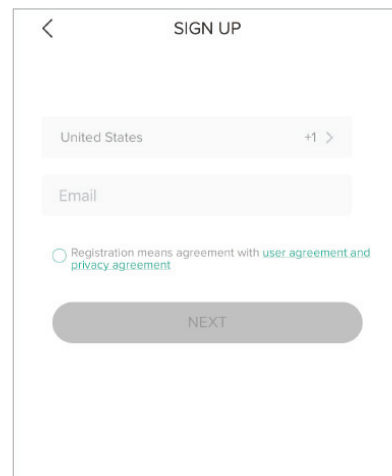 SIGN UP
United States +1
Email
Registration means agreement with user agreement and
privacy agreement
NEXT